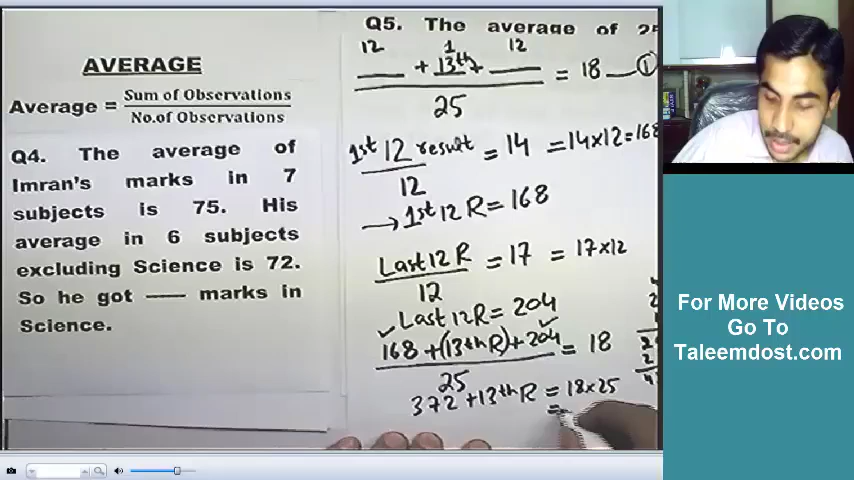 AVERAGE
Average = Sum of Observations
No.of Observations
Q4. The average of
Imran's marks in 7
subjects is 75. His
average in 6 subjects
excluding Science is 72.
So he got —— marks in
Science.
Q5. The average of
12 1 12
___ + 13th + ___ = 18 — 1
25
1st 12 result = 14 = 14×12 = 168
12
→ 1st 12 R = 168
Last 12 R = 17 = 17×12
12
Last 12 R = 204
168 + (13th R) + 204 = 18
25
372 + 13th R = 18×25
=
For More Videos
Go To
Taleemdost.com